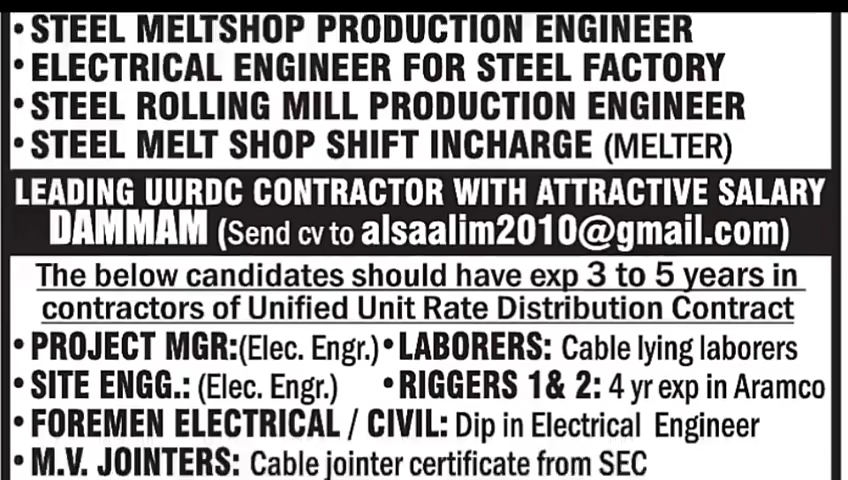 • STEEL MELTSHOP PRODUCTION ENGINEER
• ELECTRICAL ENGINEER FOR STEEL FACTORY
• STEEL ROLLING MILL PRODUCTION ENGINEER
• STEEL MELT SHOP SHIFT INCHARGE (MELTER)
LEADING UURDC CONTRACTOR WITH ATTRACTIVE SALARY
DAMMAM (Send cv to alsaalim2010@gmail.com)
The below candidates should have exp 3 to 5 years in
contractors of Unified Unit Rate Distribution Contract
• PROJECT MGR:(Elec. Engr.) • LABORERS: Cable lying laborers
• SITE ENGG.: (Elec. Engr.) • RIGGERS 1& 2: 4 yr exp in Aramco
• FOREMEN ELECTRICAL / CIVIL: Dip in Electrical Engineer
• M.V. JOINTERS: Cable jointer certificate from SEC